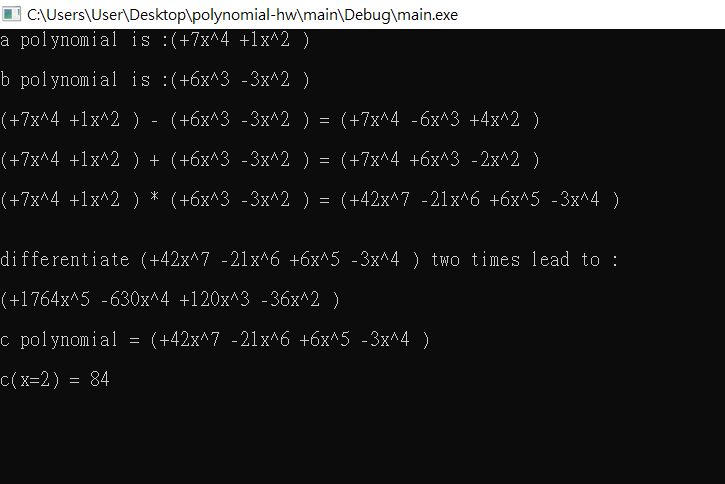 C:\Users\User\Desktop\polynomial-hw\main\Debug\main.exe
a polynomial is :(+7x^4 +1x^2 )
b polynomial is :(+6x^3 -3x^2 )
(+7x^4 +1x^2 ) - (+6x^3 -3x^2 ) = (+7x^4 -6x^3 +4x^2 )
(+7x^4 +1x^2 ) + (+6x^3 -3x^2 ) = (+7x^4 +6x^3 -2x^2 )
(+7x^4 +1x^2 ) * (+6x^3 -3x^2 ) = (+42x^7 -21x^6 +6x^5 -3x^4 )
differentiate (+42x^7 -21x^6 +6x^5 -3x^4 ) two times lead to :
(+1764x^5 -630x^4 +120x^3 -36x^2 )
c polynomial = (+42x^7 -21x^6 +6x^5 -3x^4 )
c(x=2) = 84